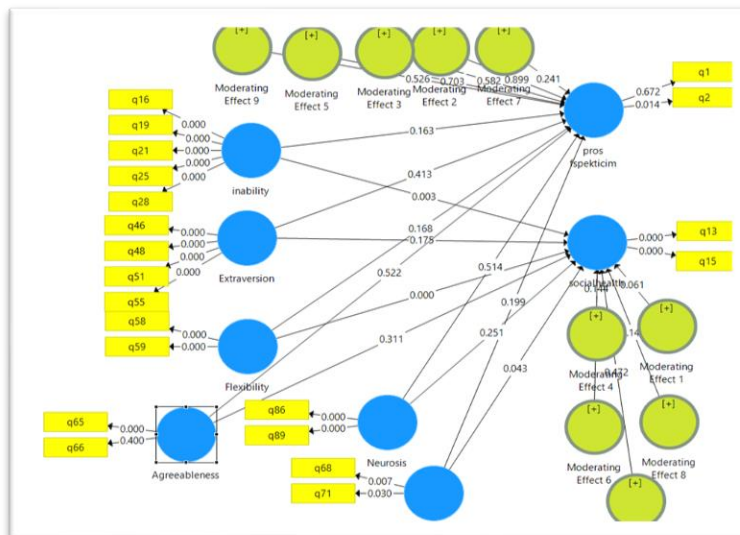 [+]
[+]
[+]
[+]
[+]
Moderating
Effect 9
Moderating
Effect 5
Moderating
Effect 3
Moderating
Effect 2
Moderating
Effect 7
0.526
0.703
0.582
0.899
0.241
q1
q2
0.672
0.014
pros
fspekticim
q16
q19
q21
q25
q28
0.000
0.000
0.000
0.000
0.000
inability
0.163
0.413
0.003
q46
q48
q51
q55
0.000
0.000
0.000
0.000
Extraversion
0.168
0.175
0.522
q13
q15
0.000
0.000
socialhealth
q58
q59
0.000
0.000
Flexibility
0.000
0.311
0.514
0.199
0.251
0.043
0.061
[+]
Moderating
Effect 4
[+]
Moderating
Effect 1
0.472
q65
q66
0.000
0.400
Agreeableness
q86
q89
0.000
0.000
Neurosis
[+]
Moderating
Effect 6
[+]
Moderating
Effect 8
q68
q71
0.007
0.030
[+]